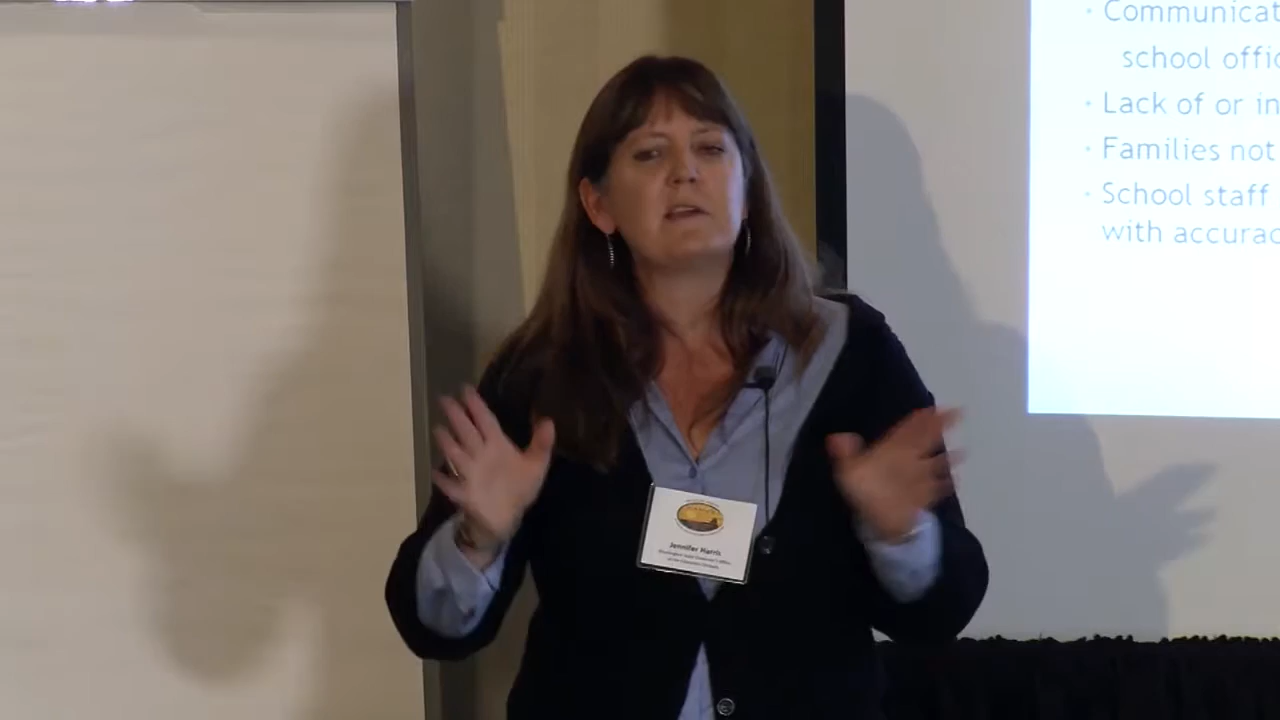 · Communicat
school offic
· Lack of or in
· Families not
· School staff
with accurac
Jennifer Harris